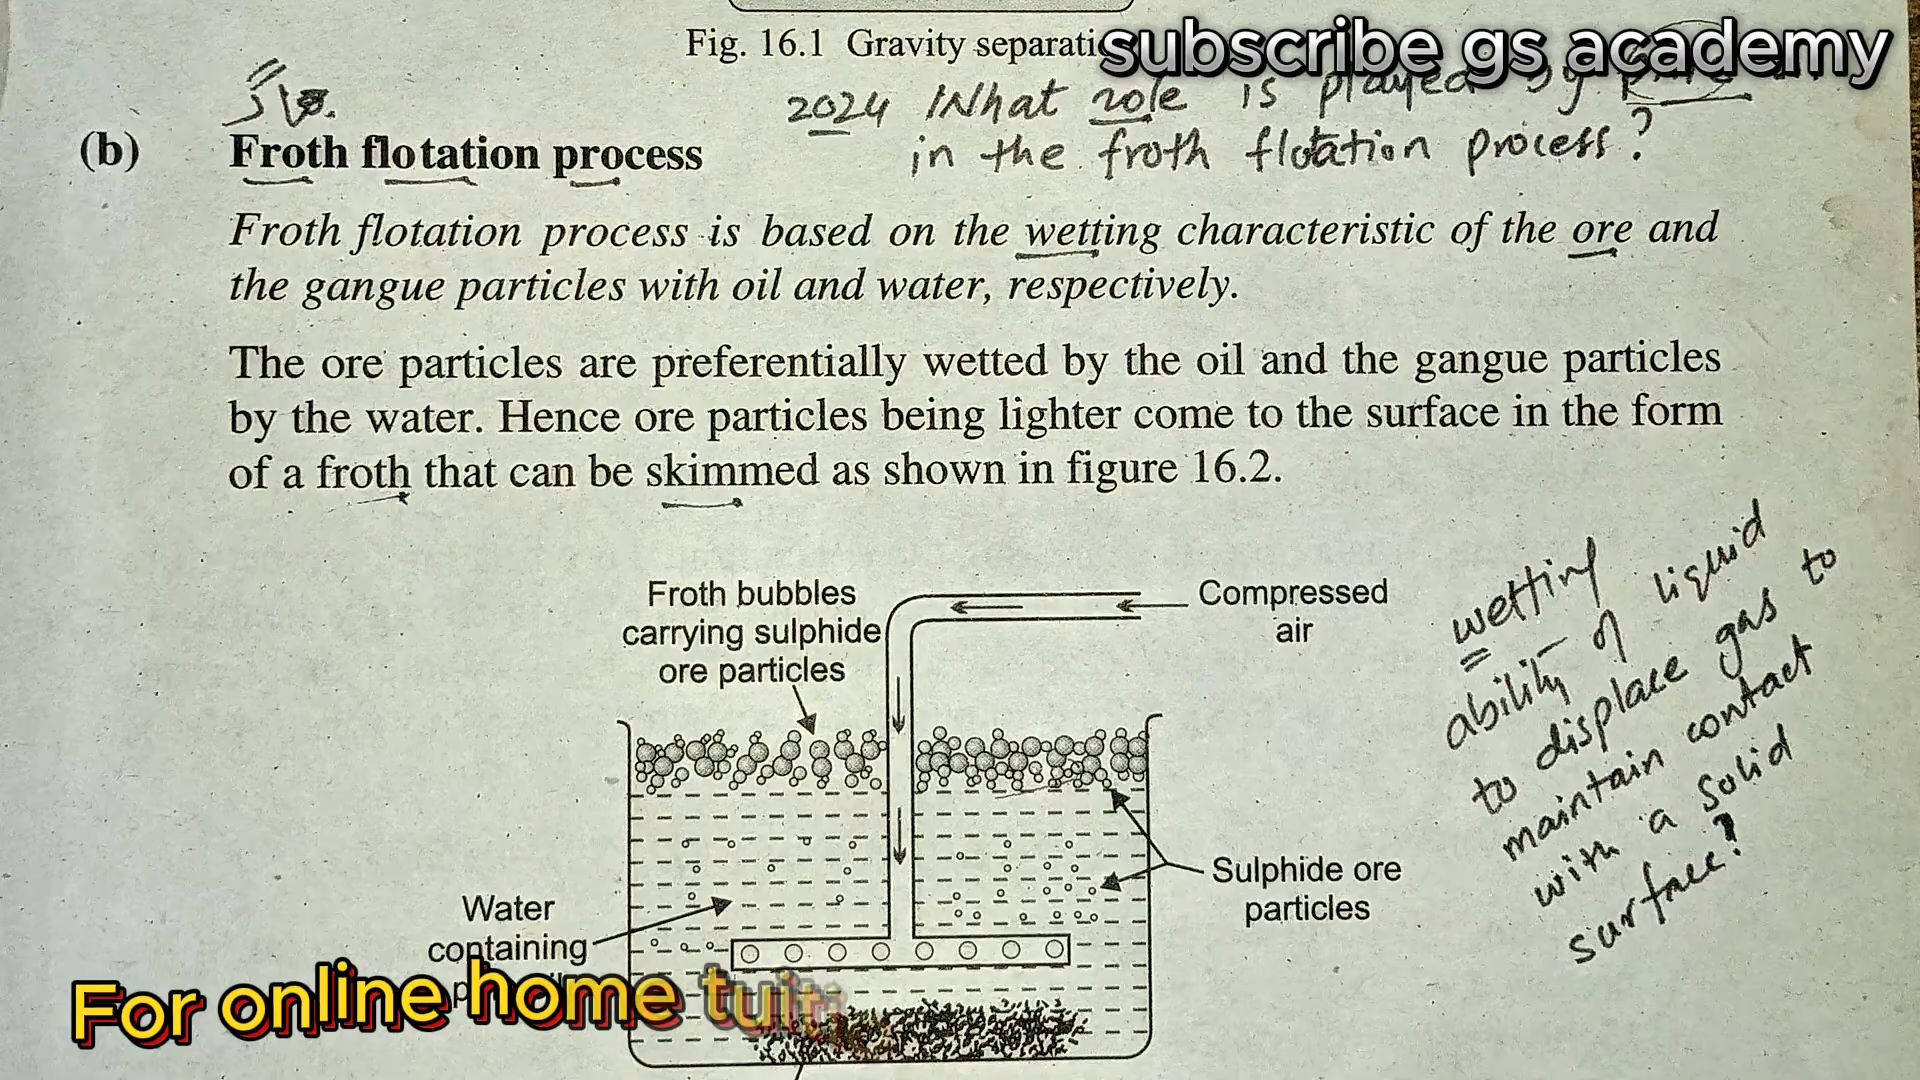 Fig. 16.1 Gravity separati
subscribe gs academy
2024 What role is played by
in the froth flotation process?
(b) Froth flotation process
Froth flotation process is based on the wetting characteristic of the ore and
the gangue particles with oil and water, respectively.
The ore particles are preferentially wetted by the oil and the gangue particles
by the water. Hence ore particles being lighter come to the surface in the form
of a froth that can be skimmed as shown in figure 16.2.
Froth bubbles
carrying sulphide
ore particles
Compressed
air
wetting
ability of liquid
to displace gas to
maintain contact
with a solid
surface?
Sulphide ore
particles
Water
containing
For online home tuiti